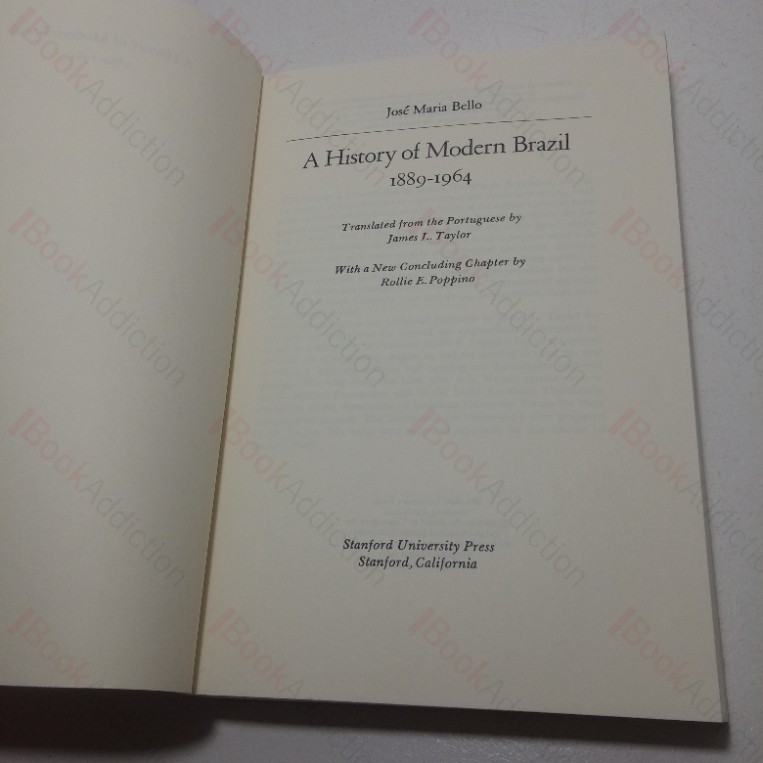 José Maria Bello
A History of Modern Brazil
1889-1964
Translated from the Portuguese by
James L. Taylor
With a New Concluding Chapter by
Rollie E. Poppino
Stanford University Press
Stanford, California
BookAddiction